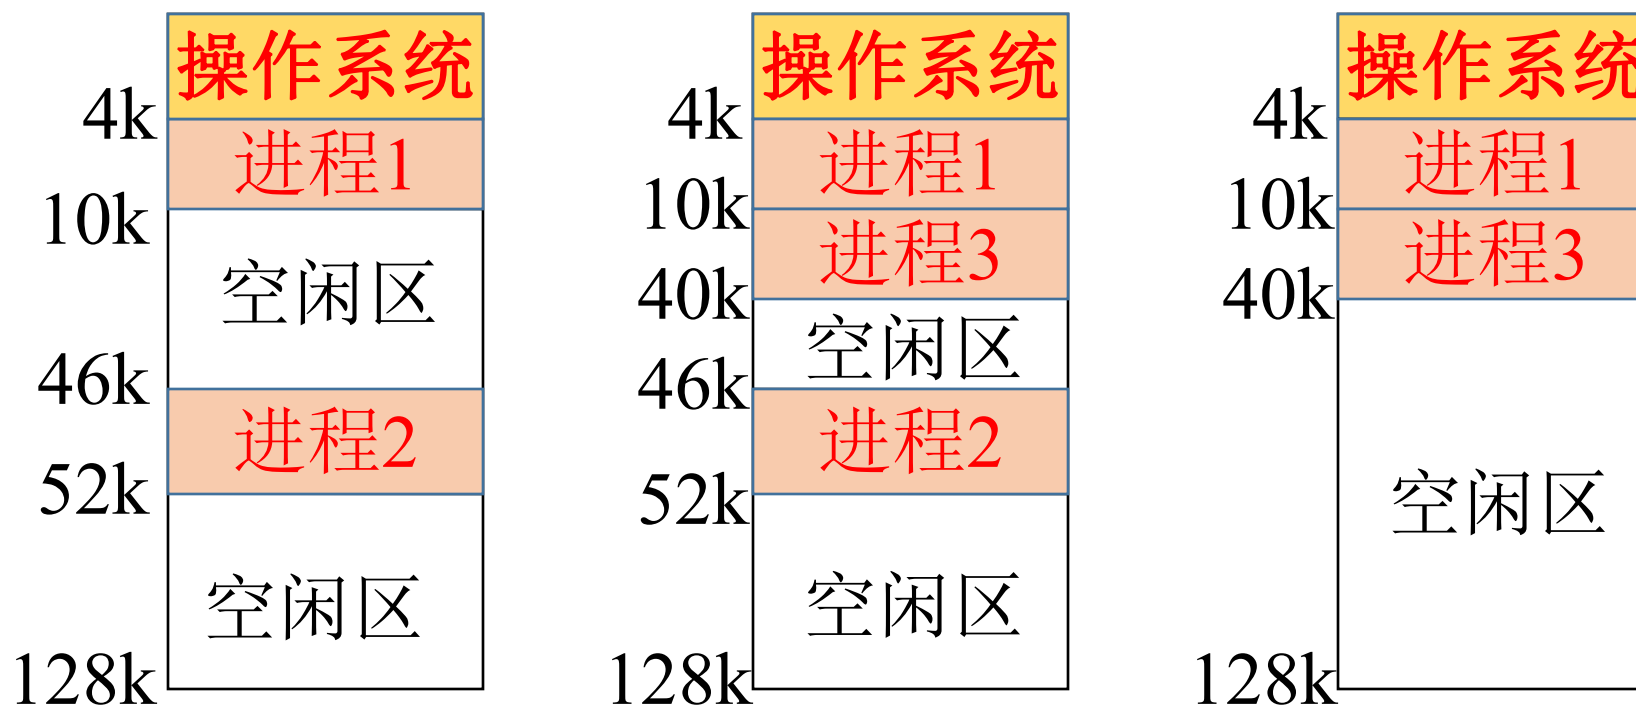 操作系统
4k
进程1
10k
空闲区
46k
进程2
52k
空闲区
128k
操作系统
4k
进程1
10k
进程3
40k
空闲区
46k
进程2
52k
空闲区
128k
操作系统
4k
进程1
10k
进程3
40k
空闲区
128k